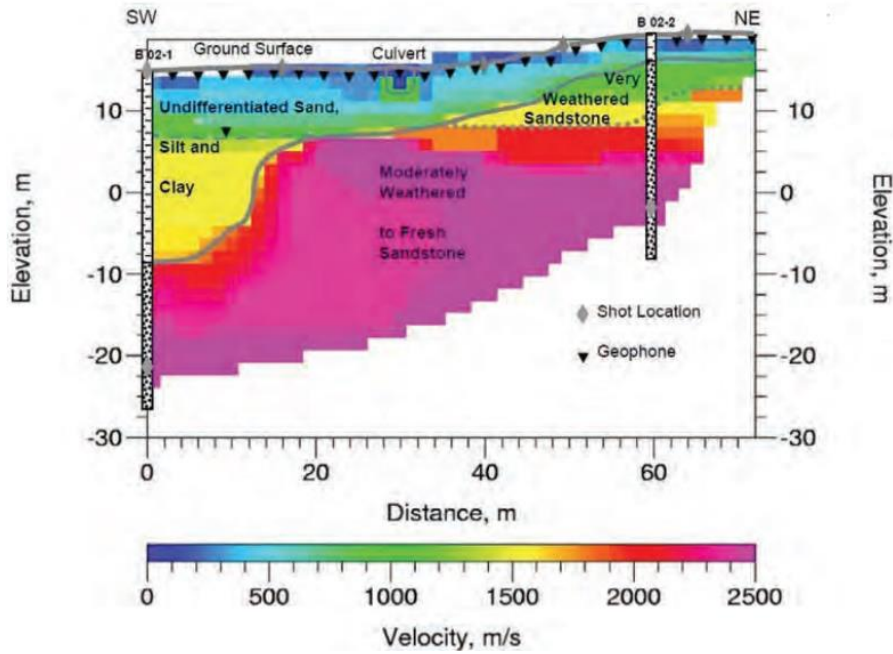 SW
B 02-2
NE
B 02-1
Ground Surface
Culvert
Very
Undifferentiated Sand,
Weathered
Sandstone
Silt and
Clay
Moderately
Weathered
to Fresh
Sandstone
Shot Location
Geophone
10
0
-10
-20
-30
Elevation, m
10
0
-10
-20
-30
Elevation, m
0 20 40 60
Distance, m
0 500 1000 1500 2000 2500
Velocity, m/s